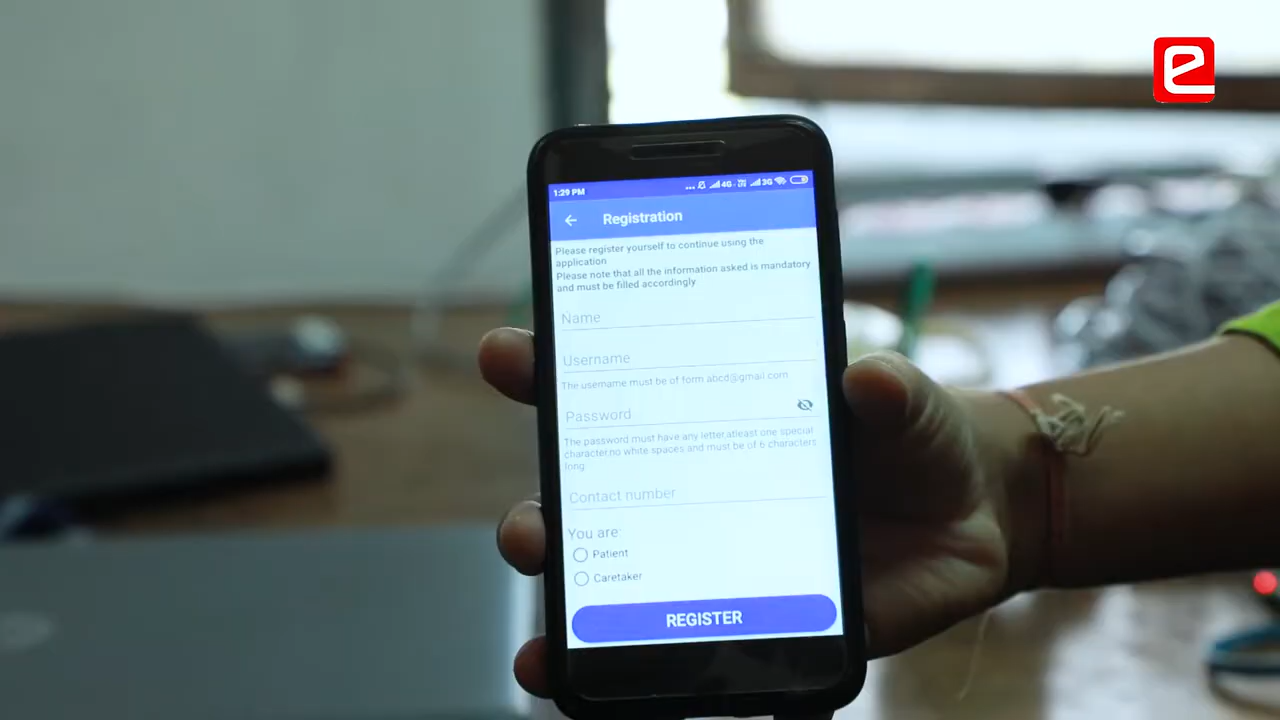 1:29 PM
4G
3G
Registration
Please register yourself to continue using the
application
Please note that all the information asked is mandatory
and must be filled accordingly
Name
Username
The username must be of form abcd@gmail.com
Password
The password must have any letter,atleast one special
character,no white spaces and must be of 6 characters
long
Contact number
You are:
Patient
Caretaker
REGISTER
e